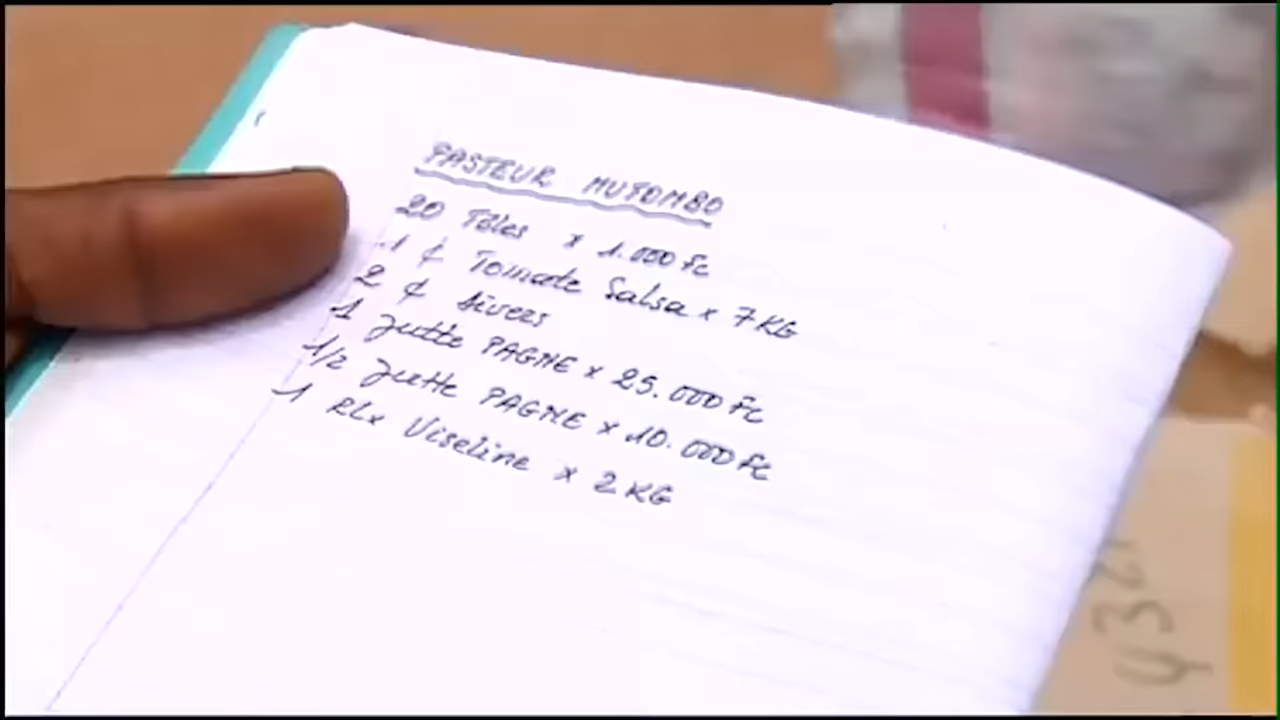 PASTEUR MUTOMBO
20 Tôles x 1.000 Fc
1 ¢ Tomate Salsa x 7 KG
2 ¢ divers
1 Jutte PAGNE x 25.000 Fc
1/2 Jutte PAGNE x 10.000 Fc
1 RLx Viseline x 2 KG